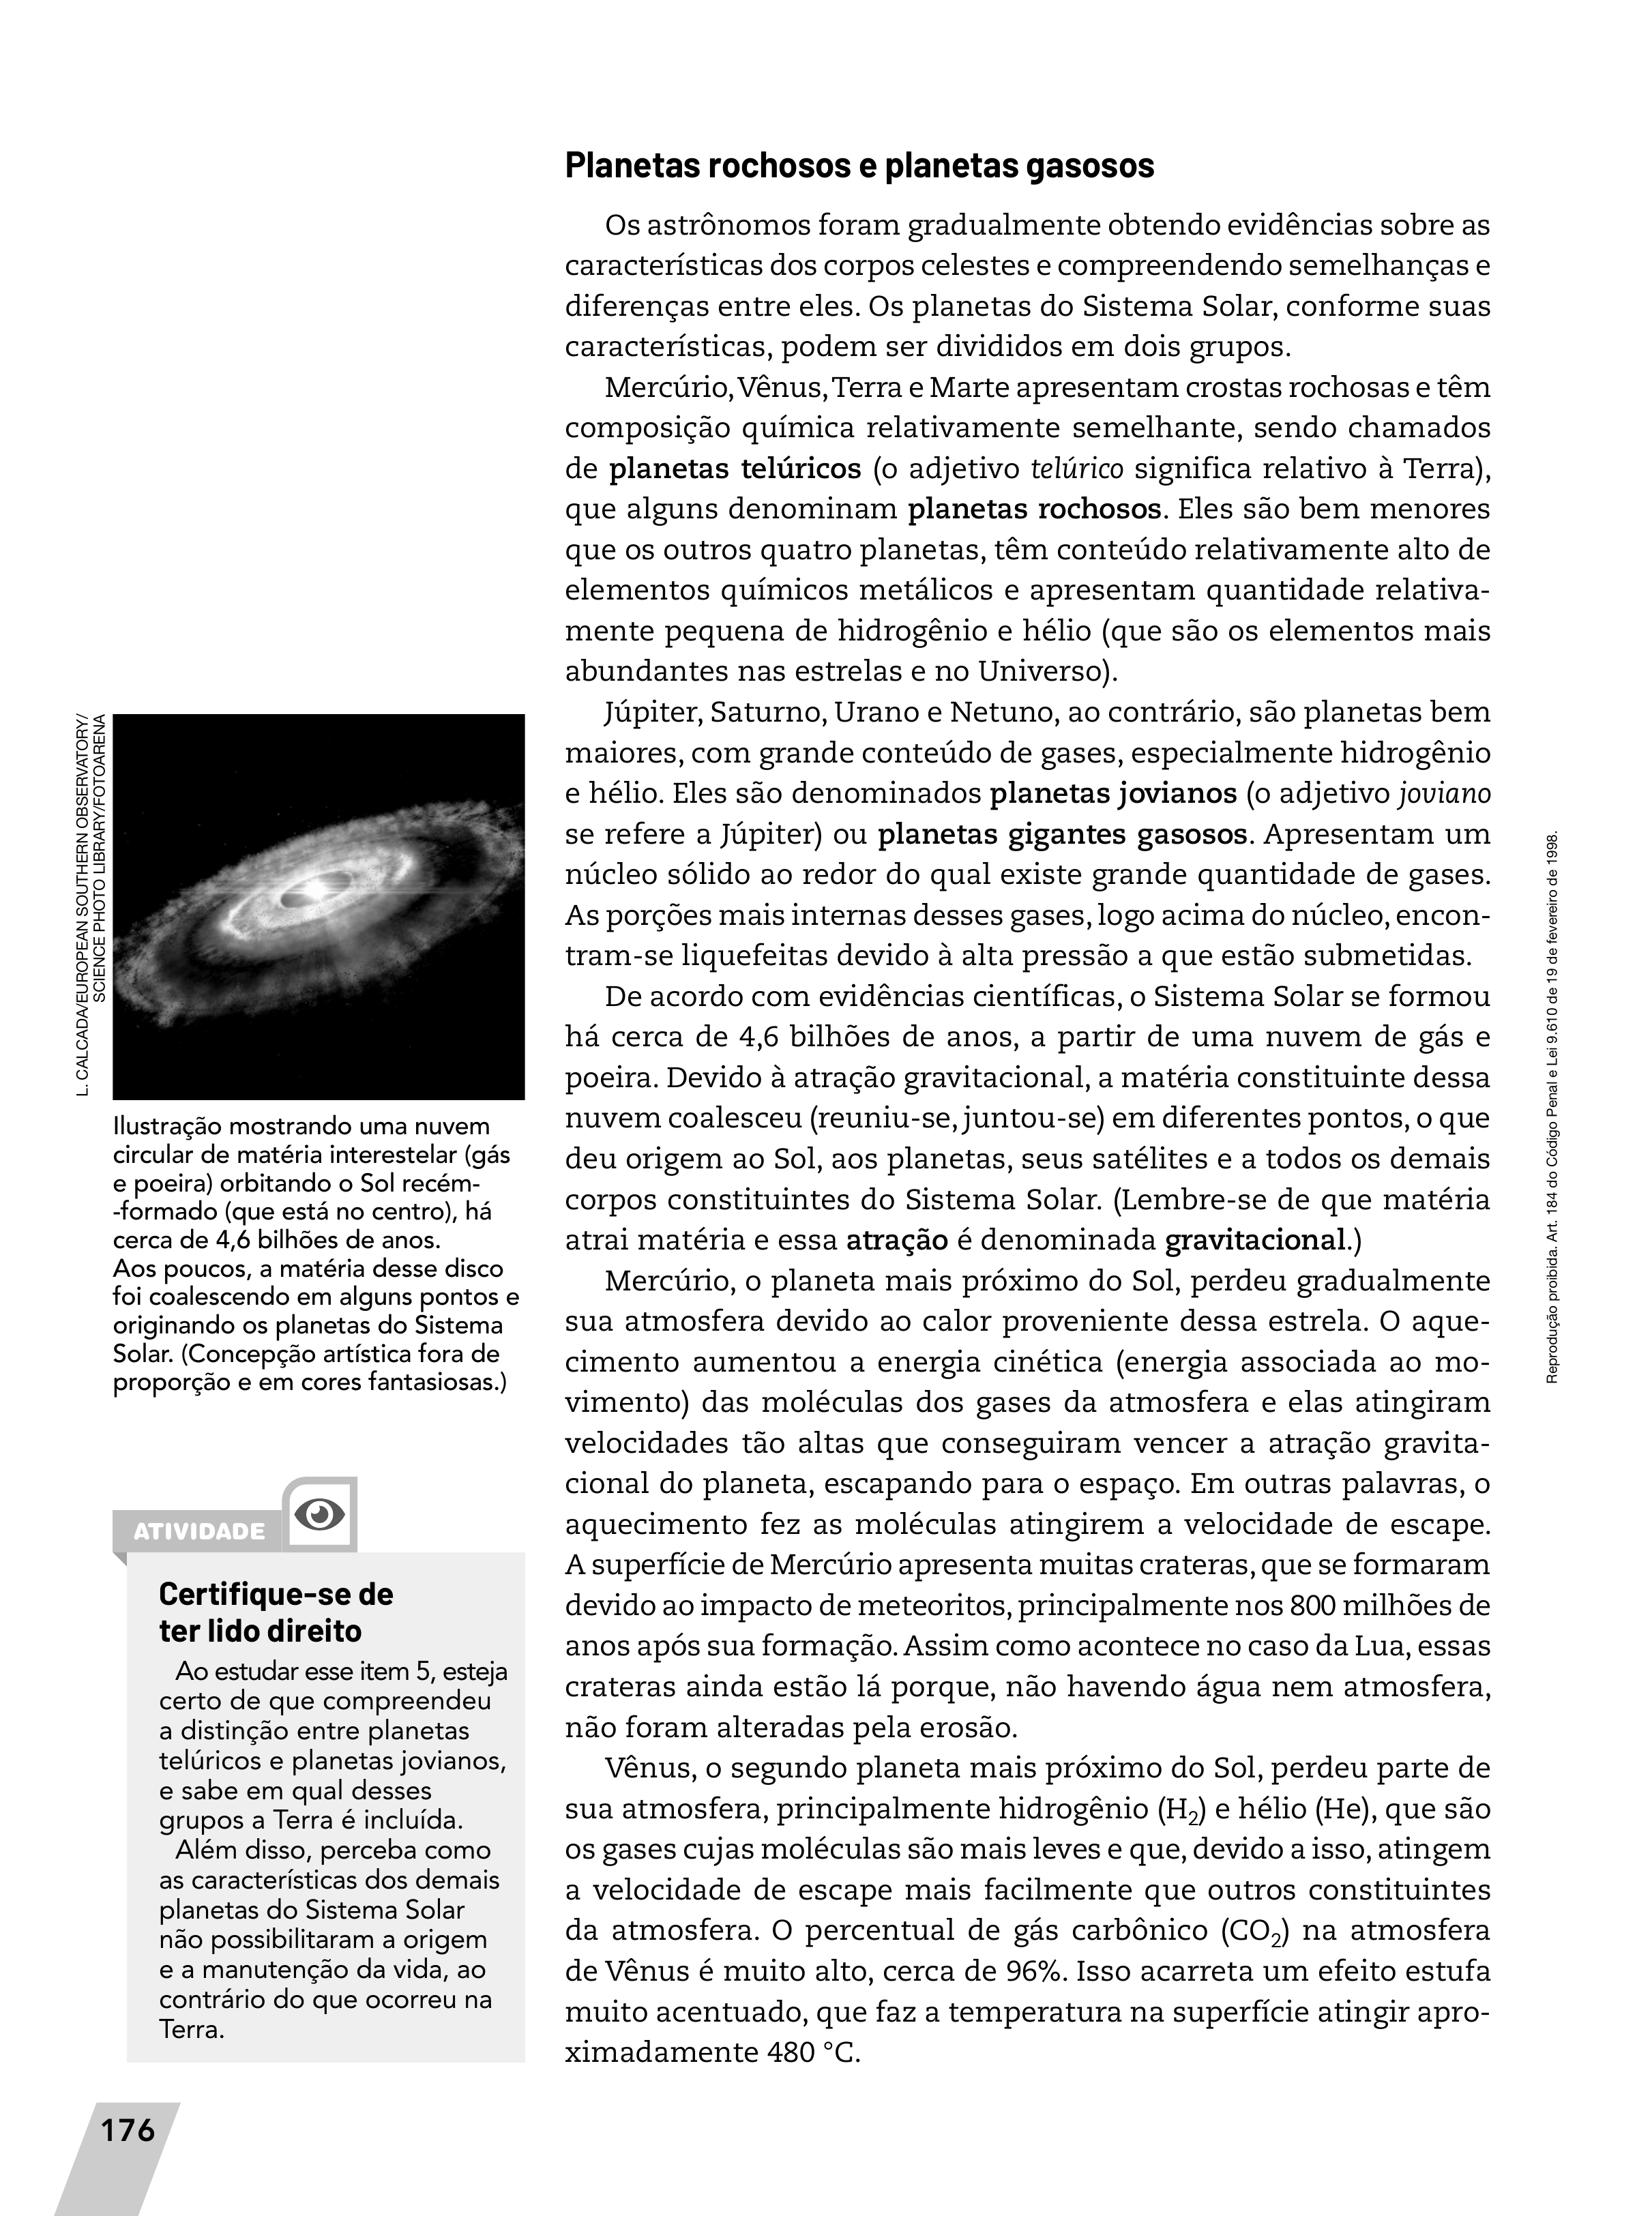 Planetas rochosos e planetas gasosos
Os astrônomos foram gradualmente obtendo evidências sobre as
características dos corpos celestes e compreendendo semelhanças e
diferenças entre eles. Os planetas do Sistema Solar, conforme suas
características, podem ser divididos em dois grupos.
Mercúrio, Vênus, Terra e Marte apresentam crostas rochosas e têm
composição química relativamente semelhante, sendo chamados
de planetas telúricos (o adjetivo telúrico significa relativo à Terra),
que alguns denominam planetas rochosos. Eles são bem menores
que os outros quatro planetas, têm conteúdo relativamente alto de
elementos químicos metálicos e apresentam quantidade relativa-
mente pequena de hidrogênio e hélio (que são os elementos mais
abundantes nas estrelas e no Universo).
Júpiter, Saturno, Urano e Netuno, ao contrário, são planetas bem
maiores, com grande conteúdo de gases, especialmente hidrogênio
e hélio. Eles são denominados planetas jovianos (o adjetivo joviano
se refere a Júpiter) ou planetas gigantes gasosos. Apresentam um
núcleo sólido ao redor do qual existe grande quantidade de gases.
As porções mais internas desses gases, logo acima do núcleo, encon-
tram-se liquefeitas devido à alta pressão a que estão submetidas.
De acordo com evidências científicas, o Sistema Solar se formou
há cerca de 4,6 bilhões de anos, a partir de uma nuvem de gás e
poeira. Devido à atração gravitacional, a matéria constituinte dessa
nuvem coalesceu (reuniu-se, juntou-se) em diferentes pontos, o que
deu origem ao Sol, aos planetas, seus satélites e a todos os demais
corpos constituintes do Sistema Solar. (Lembre-se de que matéria
atrai matéria e essa atração é denominada gravitacional.)
Mercúrio, o planeta mais próximo do Sol, perdeu gradualmente
sua atmosfera devido ao calor proveniente dessa estrela. O aque-
cimento aumentou a energia cinética (energia associada ao mo-
vimento) das moléculas dos gases da atmosfera e elas atingiram
velocidades tão altas que conseguiram vencer a atração gravita-
cional do planeta, escapando para o espaço. Em outras palavras, o
aquecimento fez as moléculas atingirem a velocidade de escape.
A superfície de Mercúrio apresenta muitas crateras, que se formaram
devido ao impacto de meteoritos, principalmente nos 800 milhões de
anos após sua formação. Assim como acontece no caso da Lua, essas
crateras ainda estão lá porque, não havendo água nem atmosfera,
não foram alteradas pela erosão.
Vênus, o segundo planeta mais próximo do Sol, perdeu parte de
sua atmosfera, principalmente hidrogênio (H₂) e hélio (He), que são
os gases cujas moléculas são mais leves e que, devido a isso, atingem
a velocidade de escape mais facilmente que outros constituintes
da atmosfera. O percentual de gás carbônico (CO₂) na atmosfera
de Vênus é muito alto, cerca de 96%. Isso acarreta um efeito estufa
muito acentuado, que faz a temperatura na superfície atingir apro-
ximadamente 480 °C.
L. CALCADA/EUROPEAN SOUTHERN OBSERVATORY/
SCIENCE PHOTO LIBRARY/FOTOARENA
Ilustração mostrando uma nuvem
circular de matéria interestelar (gás
e poeira) orbitando o Sol recém-
-formado (que está no centro), há
cerca de 4,6 bilhões de anos.
Aos poucos, a matéria desse disco
foi coalescendo em alguns pontos e
originando os planetas do Sistema
Solar. (Concepção artística fora de
proporção e em cores fantasiosas.)
ATIVIDADE
Certifique-se de
ter lido direito
Ao estudar esse item 5, esteja
certo de que compreendeu
a distinção entre planetas
telúricos e planetas jovianos,
e sabe em qual desses
grupos a Terra é incluída.
Além disso, perceba como
as características dos demais
planetas do Sistema Solar
não possibilitaram a origem
e a manutenção da vida, ao
contrário do que ocorreu na
Terra.
Reprodução proibida. Art. 184 do Código Penal e Lei 9.610 de 19 de fevereiro de 1998.
176